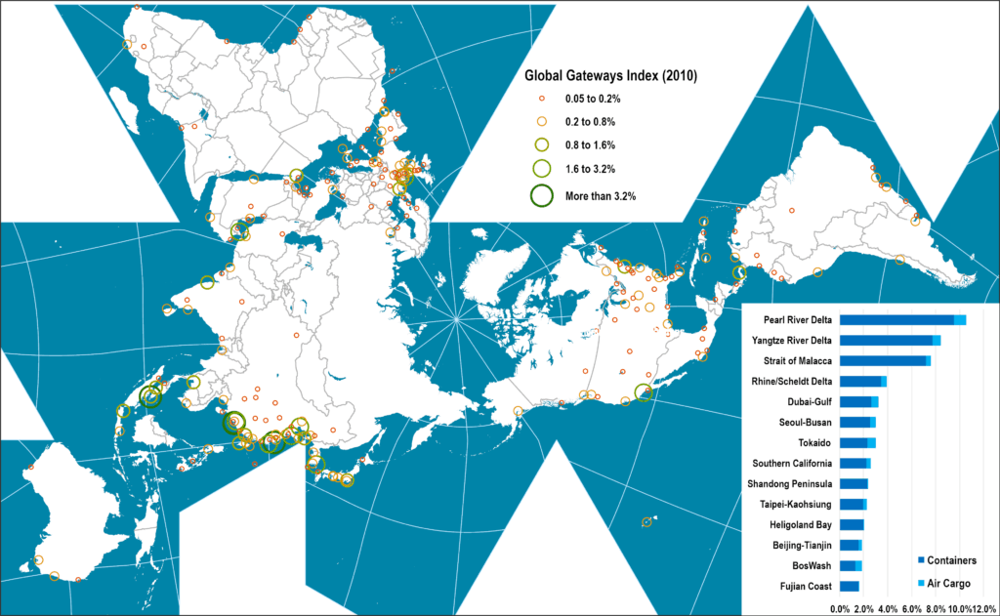 Global Gateways Index (2010)
0.05 to 0.2%
0.2 to 0.8%
0.8 to 1.6%
1.6 to 3.2%
More than 3.2%
Pearl River Delta
Yangtze River Delta
Strait of Malacca
Rhine/Scheldt Delta
Dubai-Gulf
Seoul-Busan
Tokaido
Southern California
Shandong Peninsula
Taipei-Kaohsiung
Heligoland Bay
Beijing-Tianjin
BosWash
Fujian Coast
Containers
Air Cargo
0.0% 2.0% 4.0% 6.0% 8.0% 10.0% 12.0%